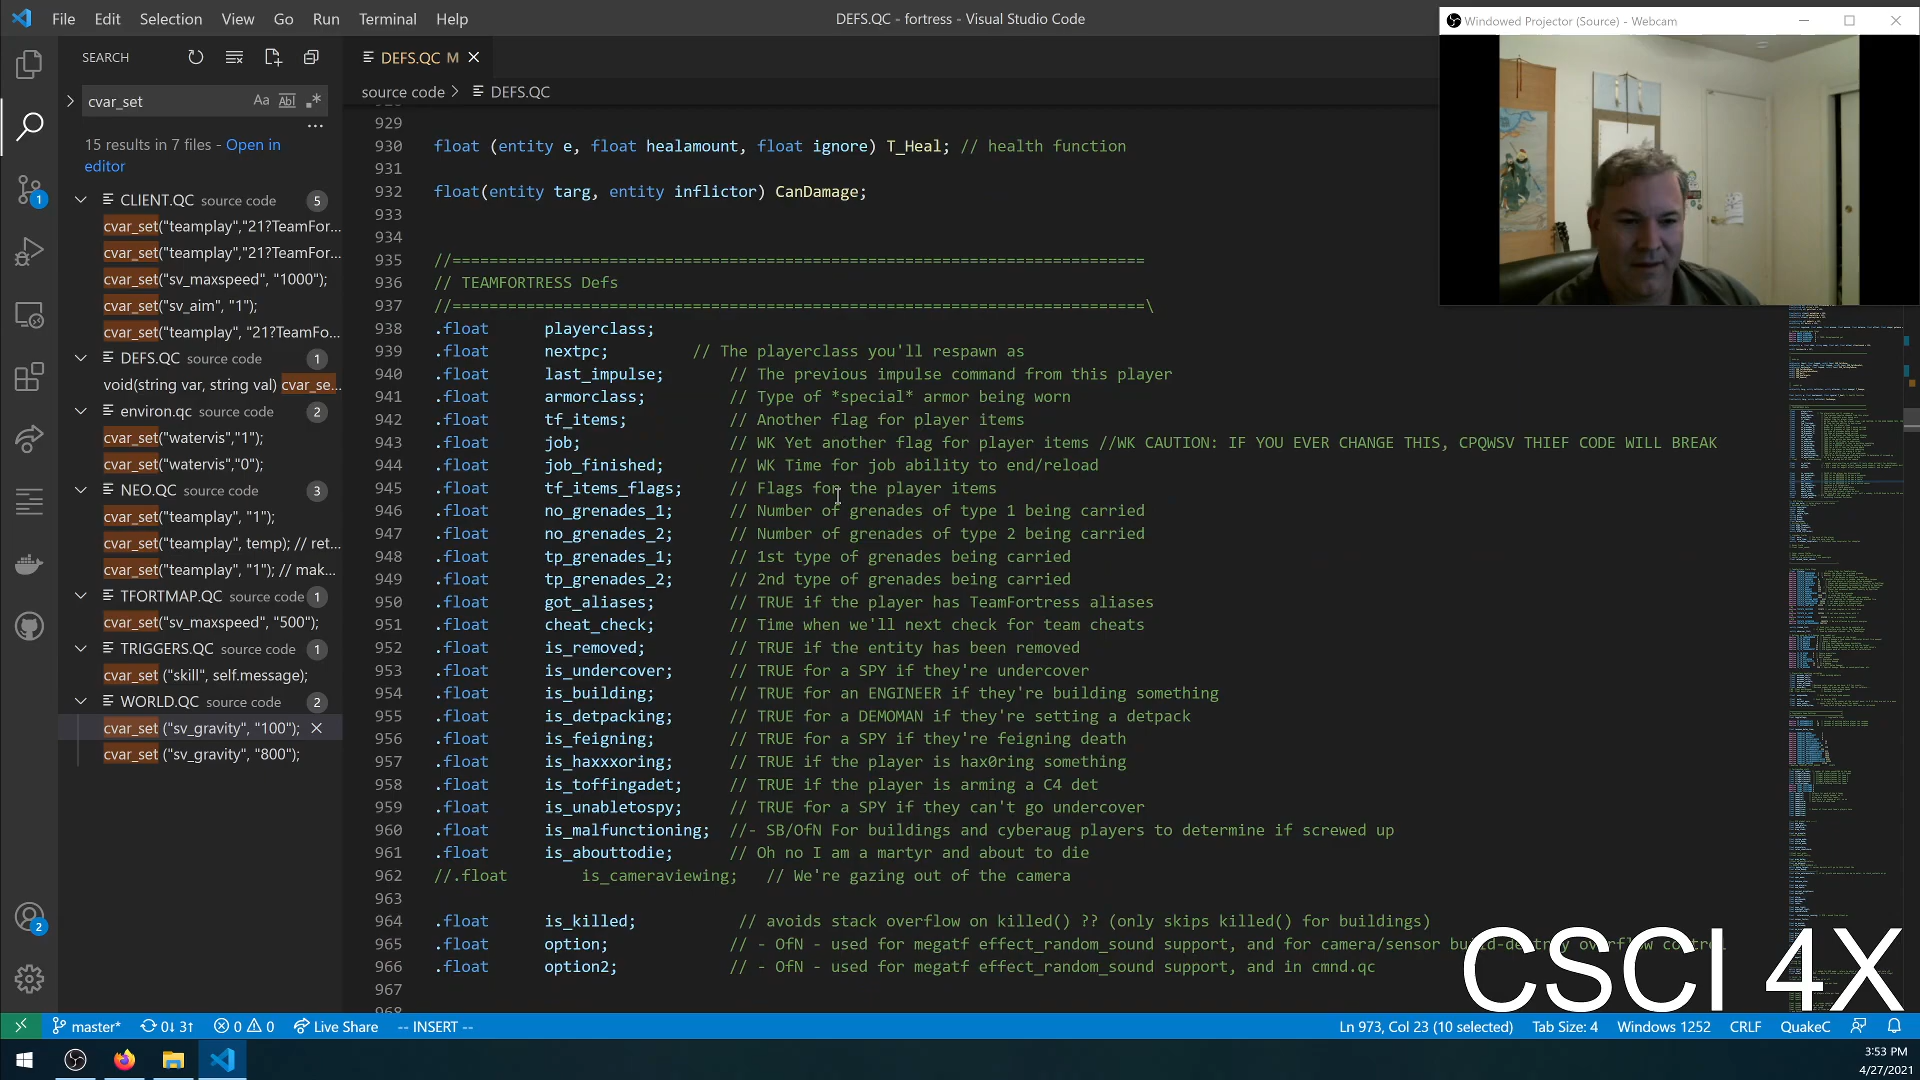 File Edit Selection View Go Run Terminal Help
DEFS.QC - fortress - Visual Studio Code
Windowed Projector (Source) - Webcam
SEARCH
cvar_set
Aa Abl .*
15 results in 7 files - Open in
editor
CLIENT.QC source code 5
cvar_set("teamplay","21?TeamFor...
cvar_set("teamplay","21?TeamFor...
cvar_set("sv_maxspeed", "1000");
cvar_set("sv_aim", "1");
cvar_set("teamplay", "21?TeamFo...
DEFS.QC source code 1
void(string var, string val) cvar_se...
environ.qc source code 2
cvar_set("watervis","1");
cvar_set("watervis","0");
NEO.QC source code 3
cvar_set("teamplay", "1");
cvar_set("teamplay", temp); // ret...
cvar_set("teamplay", "1"); // mak...
TFORTMAP.QC source code 1
cvar_set("sv_maxspeed", "500");
TRIGGERS.QC source code 1
cvar_set ("skill", self.message);
WORLD.QC source code 2
cvar_set ("sv_gravity", "100");
cvar_set ("sv_gravity", "800");
1
2
DEFS.QC M
source code > DEFS.QC
929
930 float (entity e, float healamount, float ignore) T_Heal; // health function
931
932 float(entity targ, entity inflictor) CanDamage;
933
934
935 //===========================================================================
936 // TEAMFORTRESS Defs
937 //===========================================================================\
938 .float playerclass;
939 .float nextpc; // The playerclass you'll respawn as
940 .float last_impulse; // The previous impulse command from this player
941 .float armorclass; // Type of *special* armor being worn
942 .float tf_items; // Another flag for player items
943 .float job; // WK Yet another flag for player items //WK CAUTION: IF YOU EVER CHANGE THIS, CPQWSV THIEF CODE WILL BREAK
944 .float job_finished; // WK Time for job ability to end/reload
945 .float tf_items_flags; // Flags for the player items
946 .float no_grenades_1; // Number of grenades of type 1 being carried
947 .float no_grenades_2; // Number of grenades of type 2 being carried
948 .float tp_grenades_1; // 1st type of grenades being carried
949 .float tp_grenades_2; // 2nd type of grenades being carried
950 .float got_aliases; // TRUE if the player has TeamFortress aliases
951 .float cheat_check; // Time when we'll next check for team cheats
952 .float is_removed; // TRUE if the entity has been removed
953 .float is_undercover; // TRUE for a SPY if they're undercover
954 .float is_building; // TRUE for an ENGINEER if they're building something
955 .float is_detpacking; // TRUE for a DEMOMAN if they're setting a detpack
956 .float is_feigning; // TRUE for a SPY if they're feigning death
957 .float is_haxxxoring; // TRUE if the player is hax0ring something
958 .float is_toffingadet; // TRUE if the player is arming a C4 det
959 .float is_unabletospy; // TRUE for a SPY if they can't go undercover
960 .float is_malfunctioning; //- SB/OfN For buildings and cyberaug players to determine if screwed up
961 .float is_abouttodie; // Oh no I am a martyr and about to die
962 //.float is_cameraviewing; // We're gazing out of the camera
963
964 .float is_killed; // avoids stack overflow on killed() ?? (only skips killed() for buildings)
965 .float option; // - OfN - used for megatf effect_random_sound support, and for camera/sensor build-destroy overflow control
966 .float option2; // - OfN - used for megatf effect_random_sound support, and in cmnd.qc
967
968
CSCI 4X
master* 0↓ 3↑ 0 0 Live Share -- INSERT --
Ln 973, Col 23 (10 selected) Tab Size: 4 Windows 1252 CRLF QuakeC
3:53 PM
4/27/2021